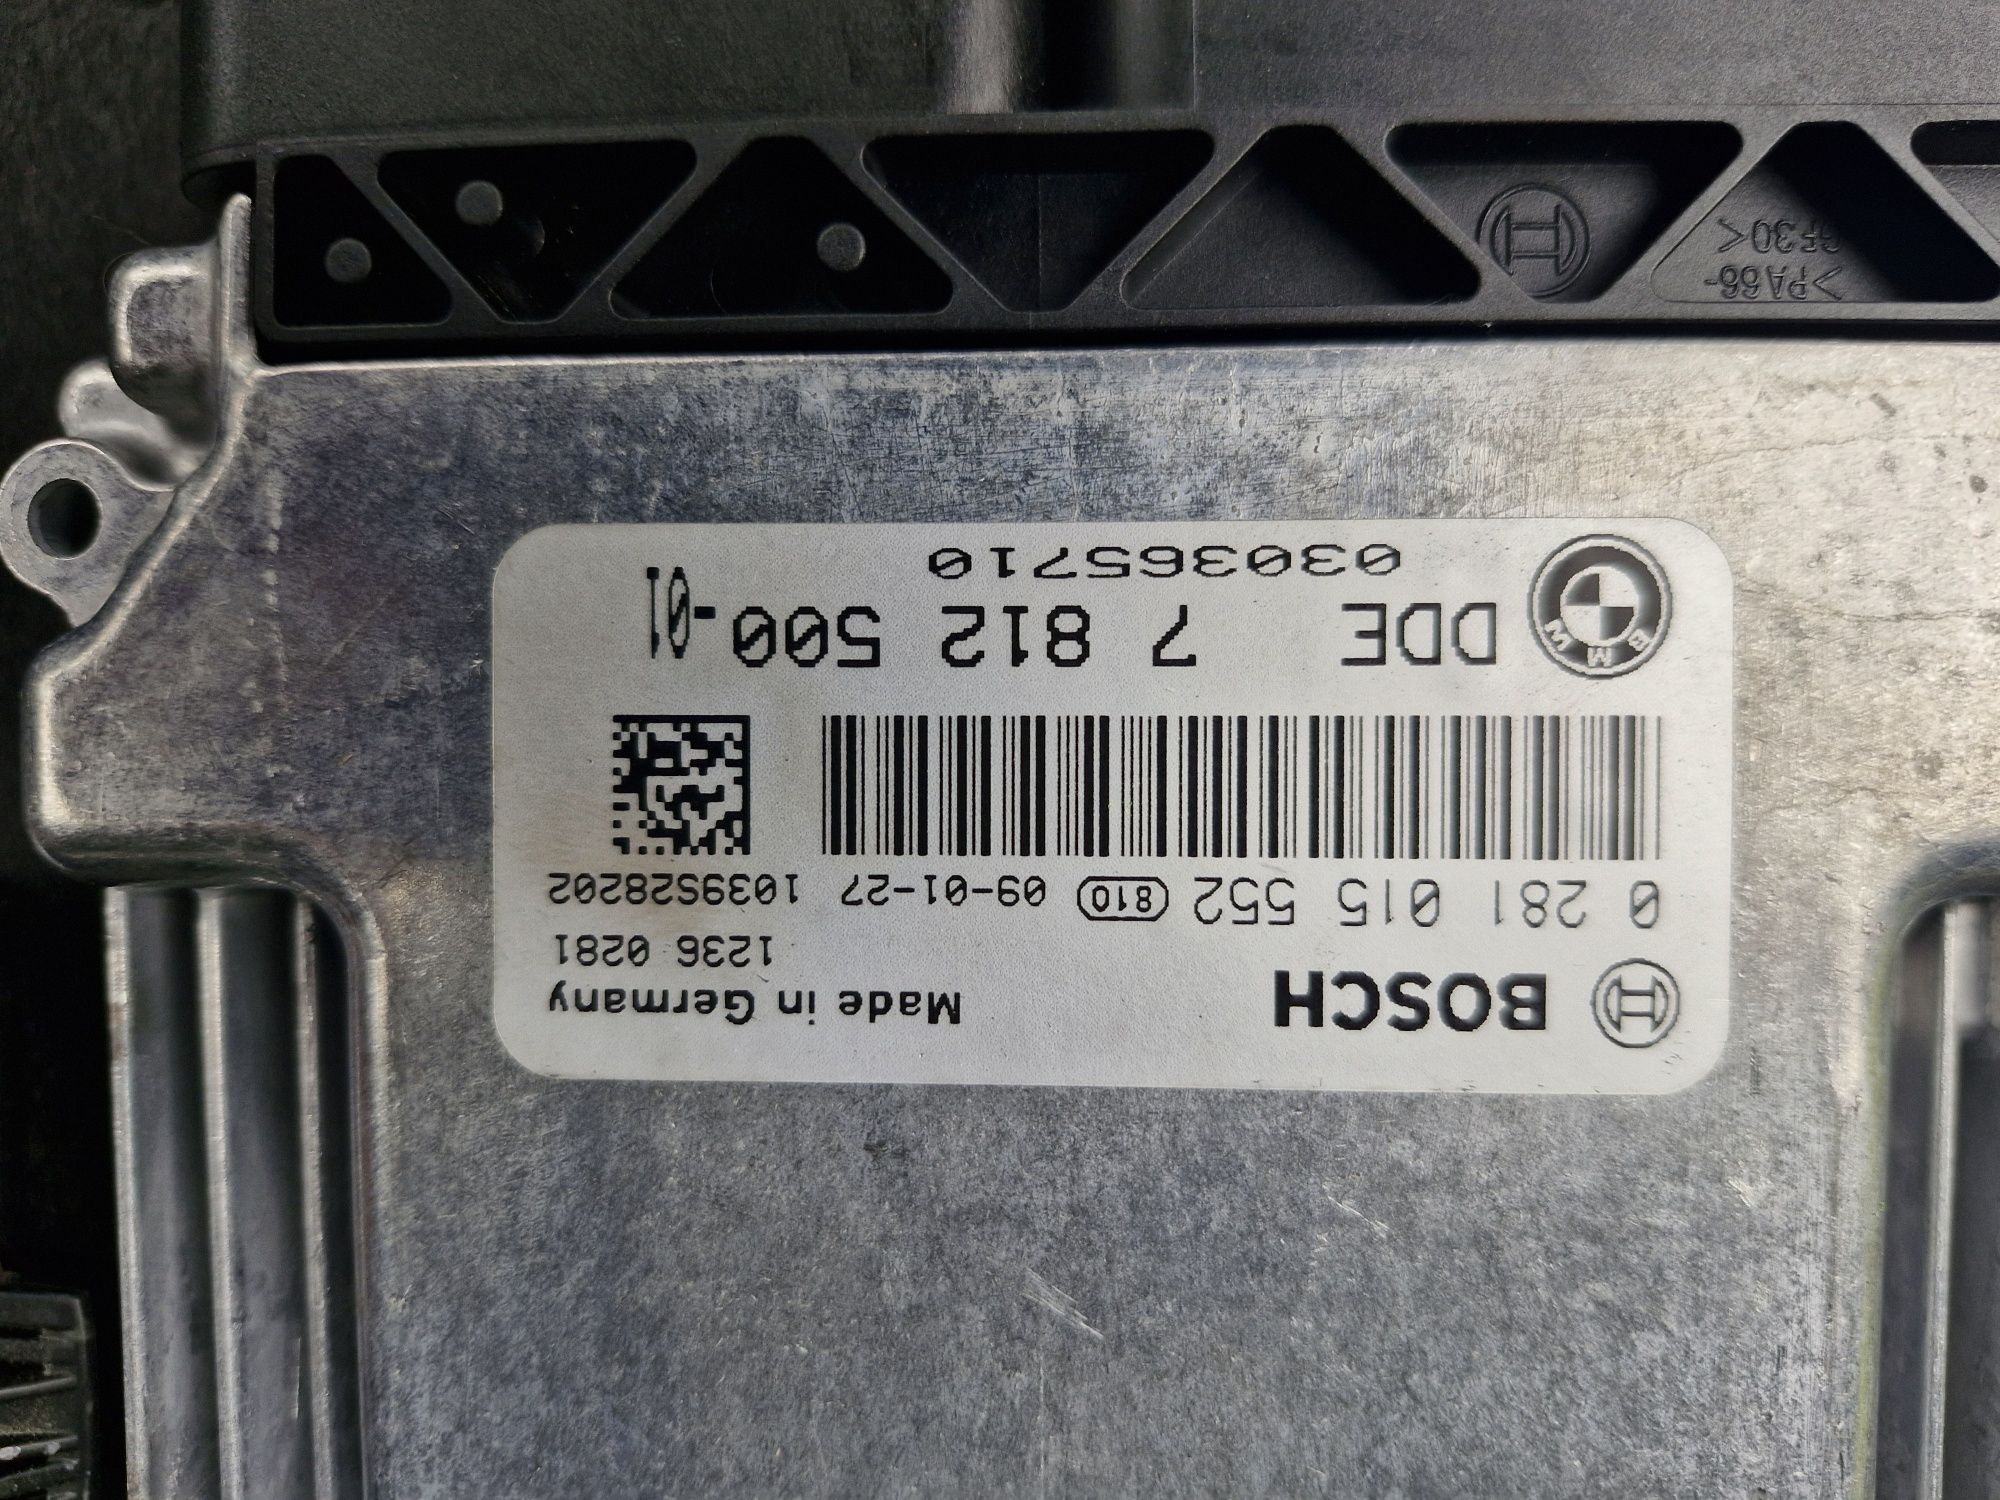 BOSCH Made in Germany
1236 0281
0 281 015 552 810 09-01-27 1039S28202
BMW DDE 7 812 500-01
030365710
>PA66-
GF30<